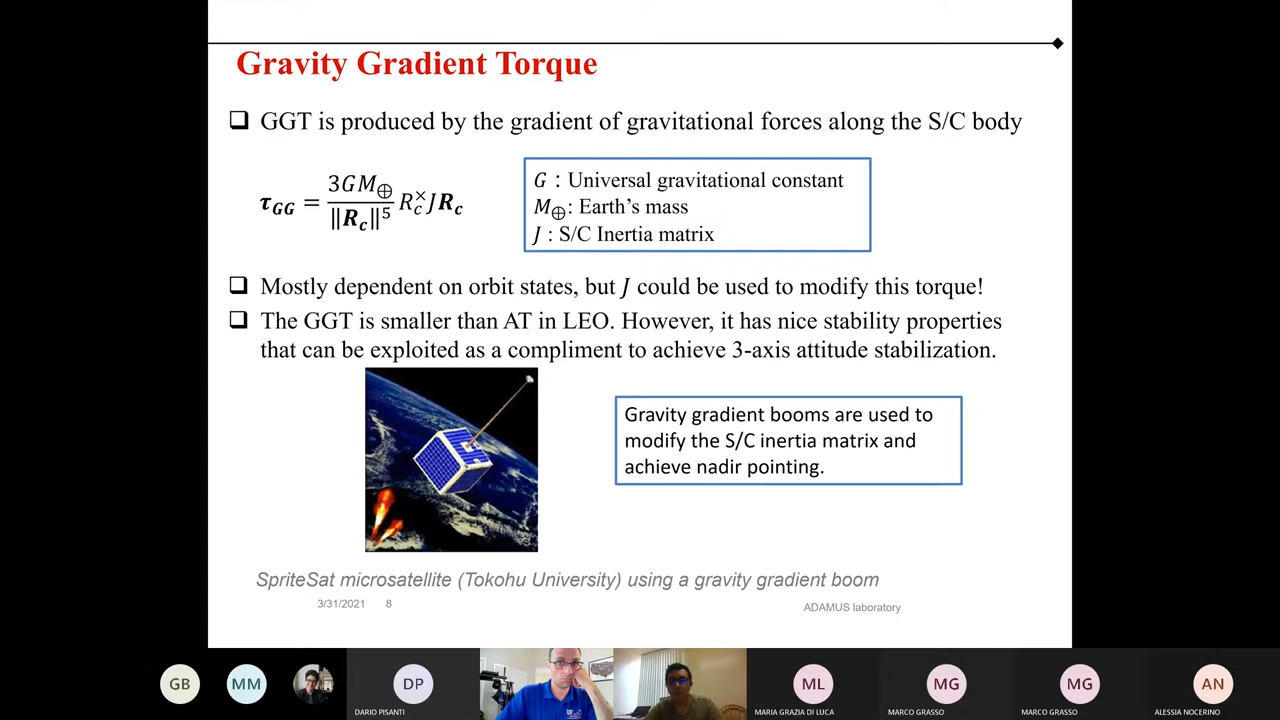 Gravity Gradient Torque
❑ GGT is produced by the gradient of gravitational forces along the S/C body
𝝉_GG = 3GM⊕ / ‖R_c‖⁵ R_c^× J R_c
G : Universal gravitational constant
M⊕: Earth's mass
J : S/C Inertia matrix
❑ Mostly dependent on orbit states, but J could be used to modify this torque!
❑ The GGT is smaller than AT in LEO. However, it has nice stability properties
that can be exploited as a compliment to achieve 3-axis attitude stabilization.
Gravity gradient booms are used to
modify the S/C inertia matrix and
achieve nadir pointing.
SpriteSat microsatellite (Tokohu University) using a gravity gradient boom
3/31/2021 8
ADAMUS laboratory
GB
MM
DP
ML
MG
MG
AN
DARIO PISANTI
MARIA GRAZIA DI LUCA
MARCO GRASSO
MARCO GRASSO
ALESSIA NOCERINO